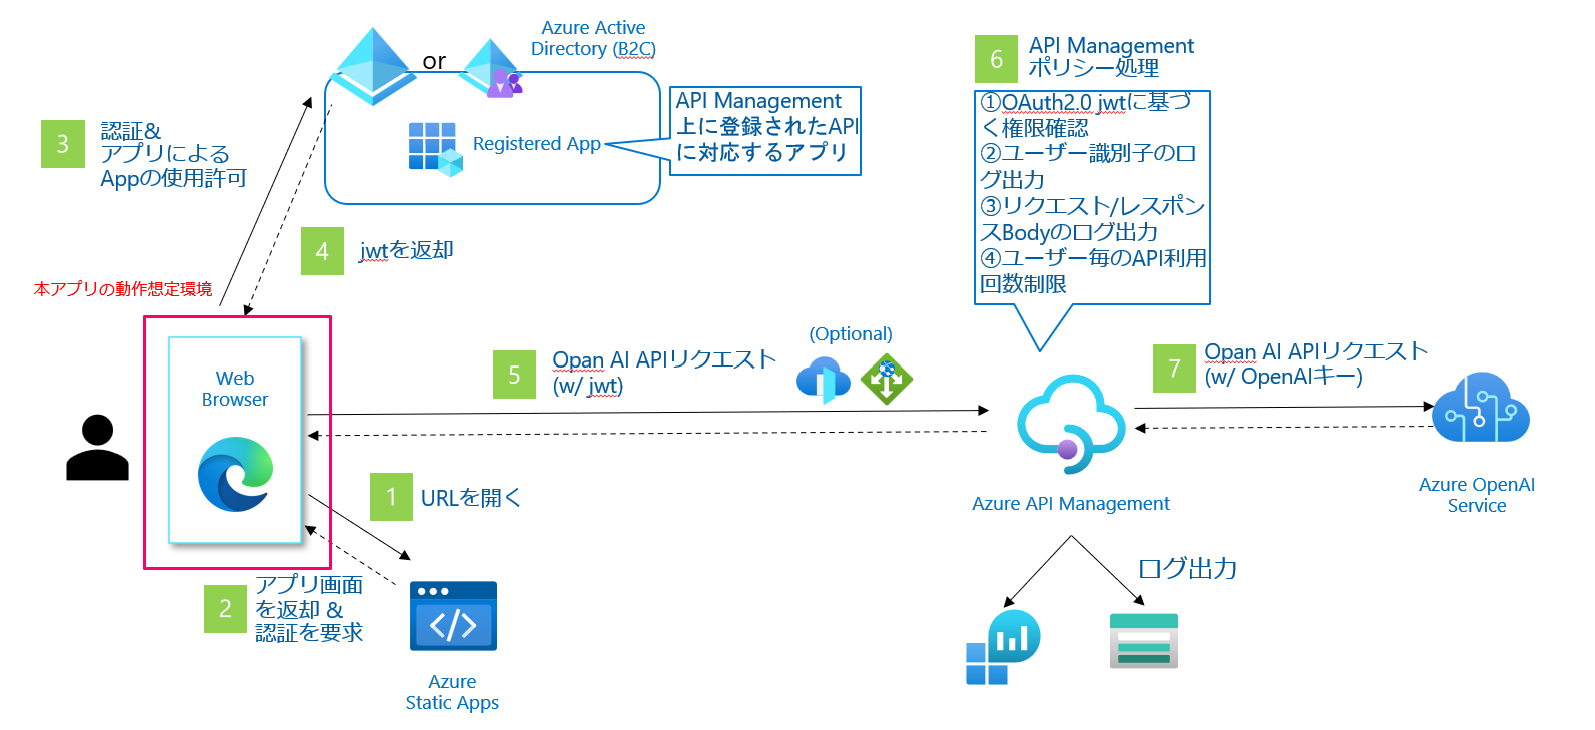 Azure Active
Directory (B2C)
or
API Management
上に登録されたAPI
に対応するアプリ
Registered App
3
認証&
アプリによる
Appの使用許可
4
jwtを返却
本アプリの動作想定環境
6
API Management
ポリシー処理
①OAuth2.0 jwtに基づ
く権限確認
②ユーザー識別子のロ
グ出力
③リクエスト/レスポン
スBodyのログ出力
④ユーザー毎のAPI利用
回数制限
Web
Browser
5
Opan AI APIリクエスト
(w/ jwt)
(Optional)
7
Opan AI APIリクエスト
(w/ OpenAIキー)
1
URLを開く
Azure API Management
Azure OpenAI
Service
2
アプリ画面
を返却 &
認証を要求
ログ出力
Azure
Static Apps